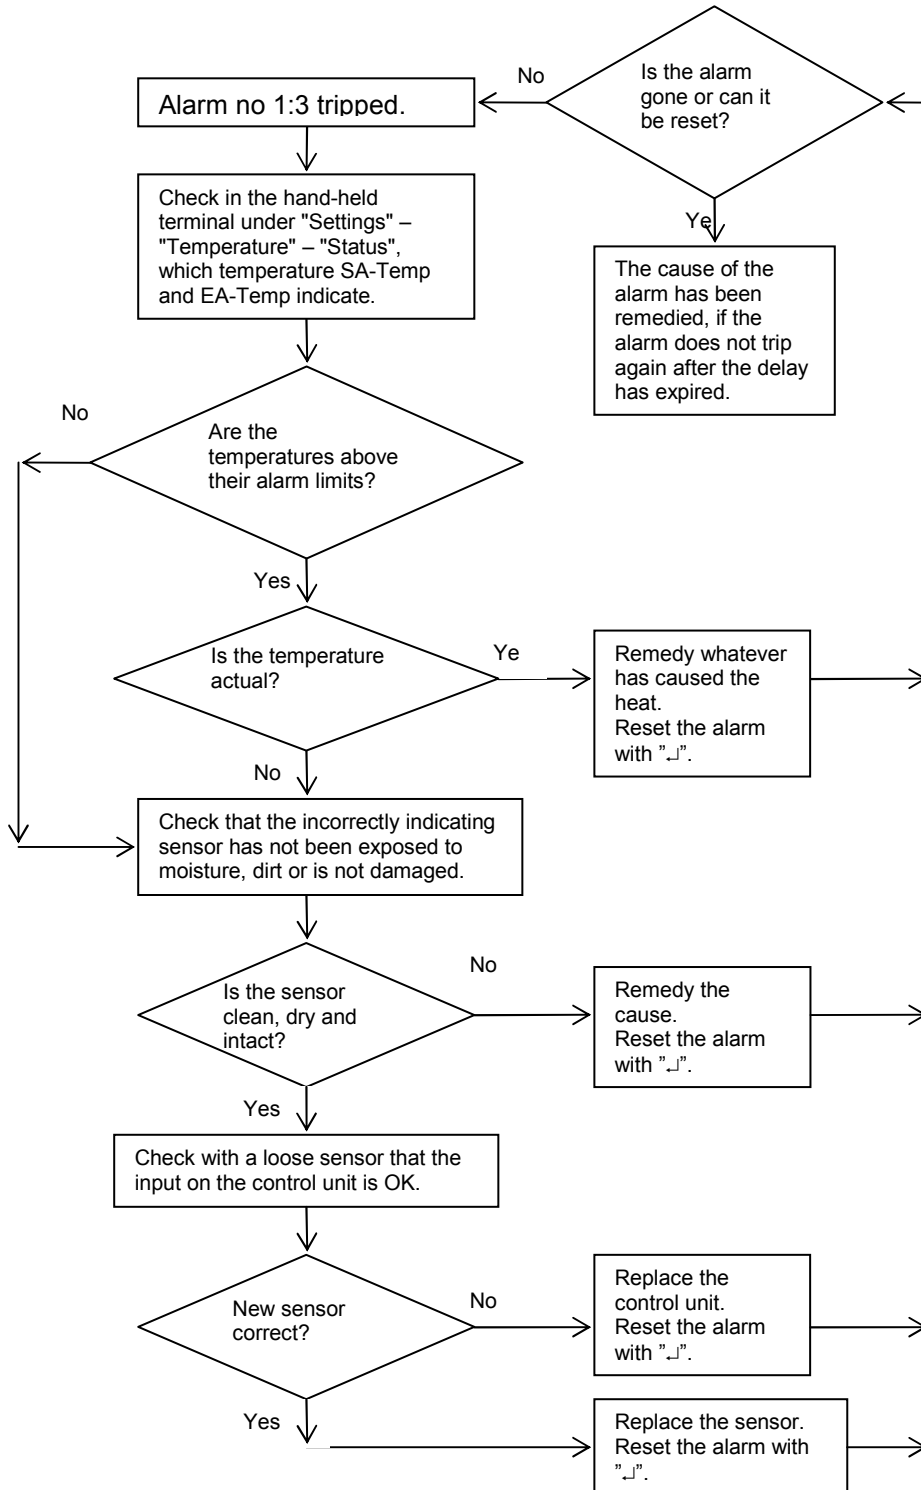 Is the alarm
gone or can it
be reset?
No
Alarm no 1:3 tripped.
Ye
Check in the hand-held
terminal under "Settings" –
"Temperature" – "Status",
which temperature SA-Temp
and EA-Temp indicate.
The cause of the
alarm has been
remedied, if the
alarm does not trip
again after the delay
has expired.
No
Are the
temperatures above
their alarm limits?
Yes
Is the temperature
actual?
Ye
Remedy whatever
has caused the
heat.
Reset the alarm
with ”↵”.
No
Check that the incorrectly indicating
sensor has not been exposed to
moisture, dirt or is not damaged.
Is the sensor
clean, dry and
intact?
No
Remedy the
cause.
Reset the alarm
with ”↵”.
Yes
Check with a loose sensor that the
input on the control unit is OK.
New sensor
correct?
No
Replace the
control unit.
Reset the alarm
with ”↵”.
Yes
Replace the sensor.
Reset the alarm with
”↵”.